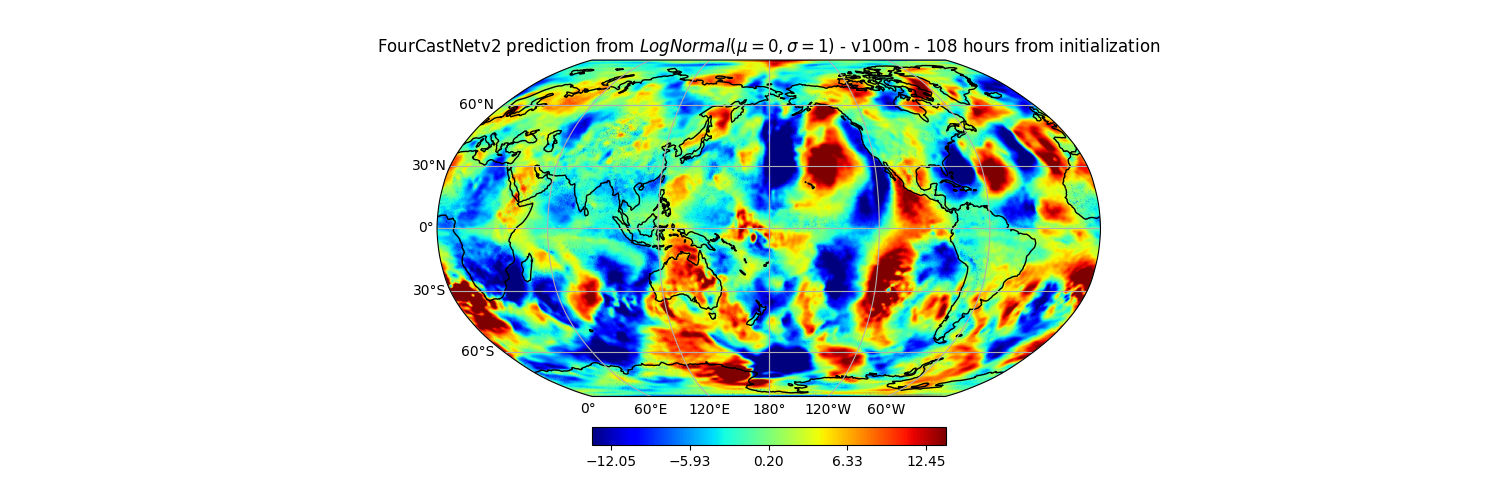 FourCastNetv2 prediction from LogNormal(μ = 0, σ = 1) - v100m - 108 hours from initialization
60°N
30°N
0°
30°S
60°S
0° 60°E 120°E 180° 120°W 60°W
−12.05 −5.93 0.20 6.33 12.45